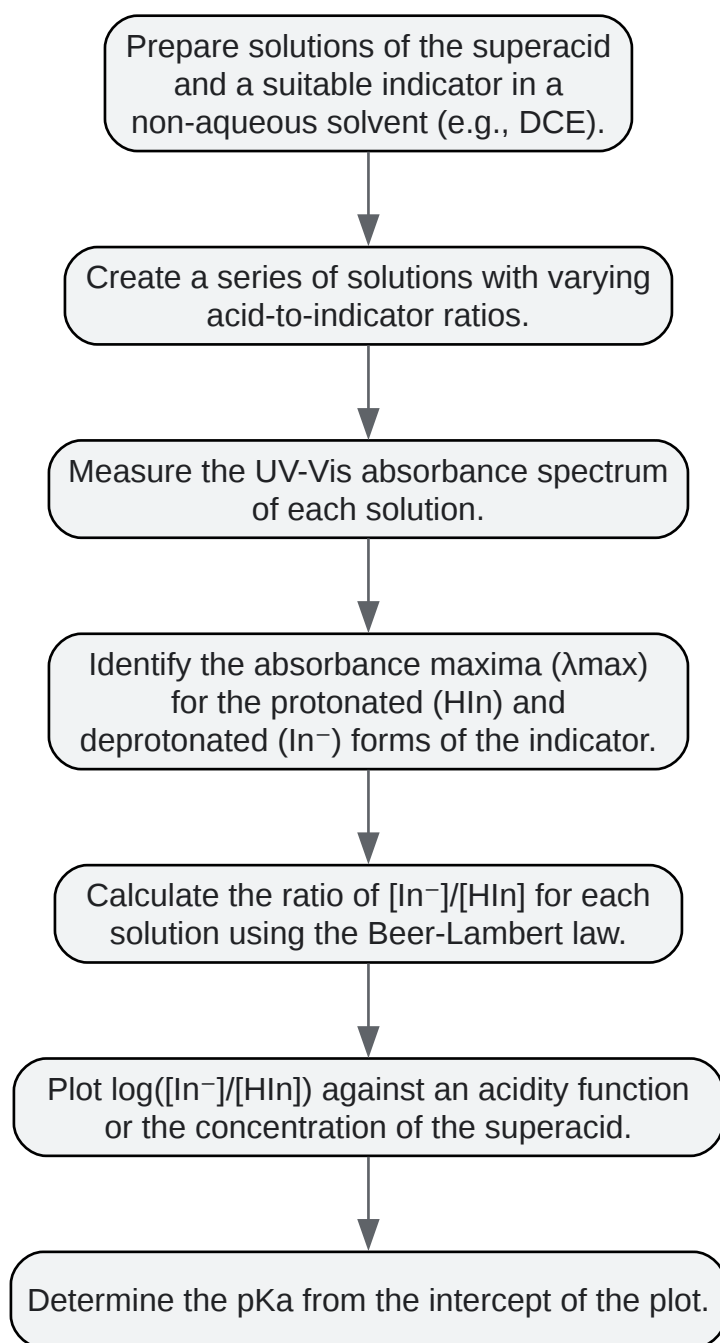 Prepare solutions of the superacid
and a suitable indicator in a
non-aqueous solvent (e.g., DCE).
Create a series of solutions with varying
acid-to-indicator ratios.
Measure the UV-Vis absorbance spectrum
of each solution.
Identify the absorbance maxima (λmax)
for the protonated (HIn) and
deprotonated (In⁻) forms of the indicator.
Calculate the ratio of [In⁻]/[HIn] for each
solution using the Beer-Lambert law.
Plot log([In⁻]/[HIn]) against an acidity function
or the concentration of the superacid.
Determine the pKa from the intercept of the plot.